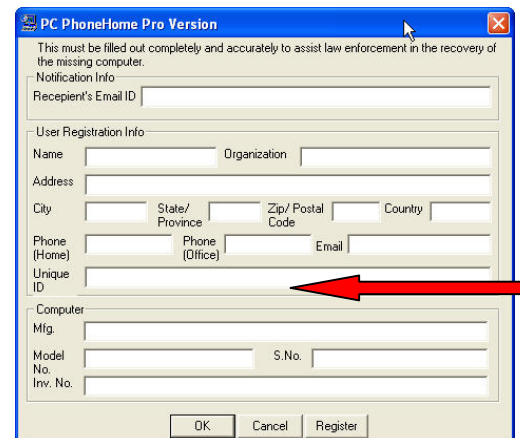 PC PhoneHome Pro Version
This must be filled out completely and accurately to assist law enforcement in the recovery of
the missing computer.
Notification Info
Recepient's Email ID
User Registration Info
Name Organization
Address
City State/ Province Zip/ Postal Code Country
Phone (Home) Phone (Office) Email
Unique ID
Computer
Mfg.
Model No. S.No.
Inv. No.
OK Cancel Register